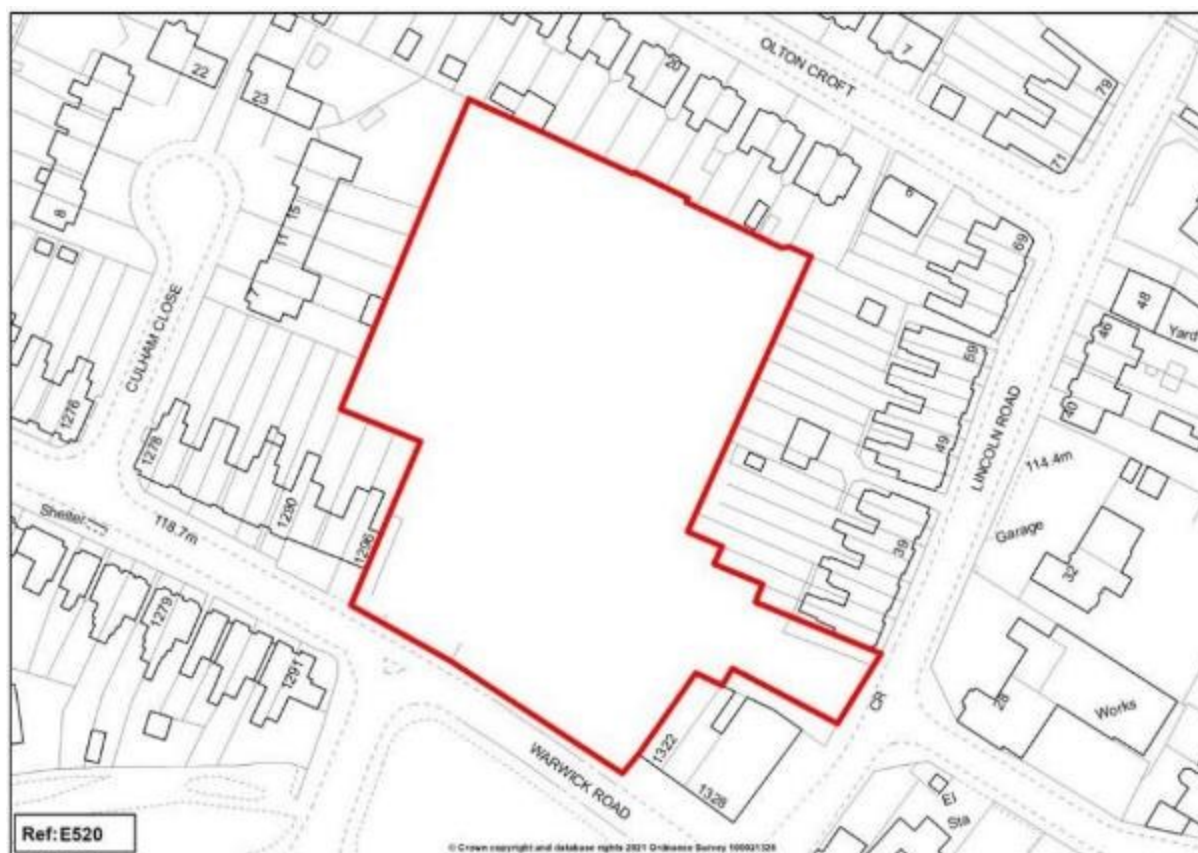 OLTON CROFT
7
20
22
23
79
71
8
6
69
15
11
48
Yard
46
59
CULHAM CLOSE
40
1276
1278
49
LINCOLN ROAD
114.4m
Shelter
118.7m
1290
1296
39
Garage
32
1279
1291
28
CR
Works
WARWICK ROAD
1322
1328
El
Sta
Ref:E520
© Crown copyright and database rights 2021 Ordnance Survey 100021326